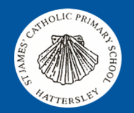 ST JAMES' CATHOLIC PRIMARY SCHOOL
HATTERSLEY